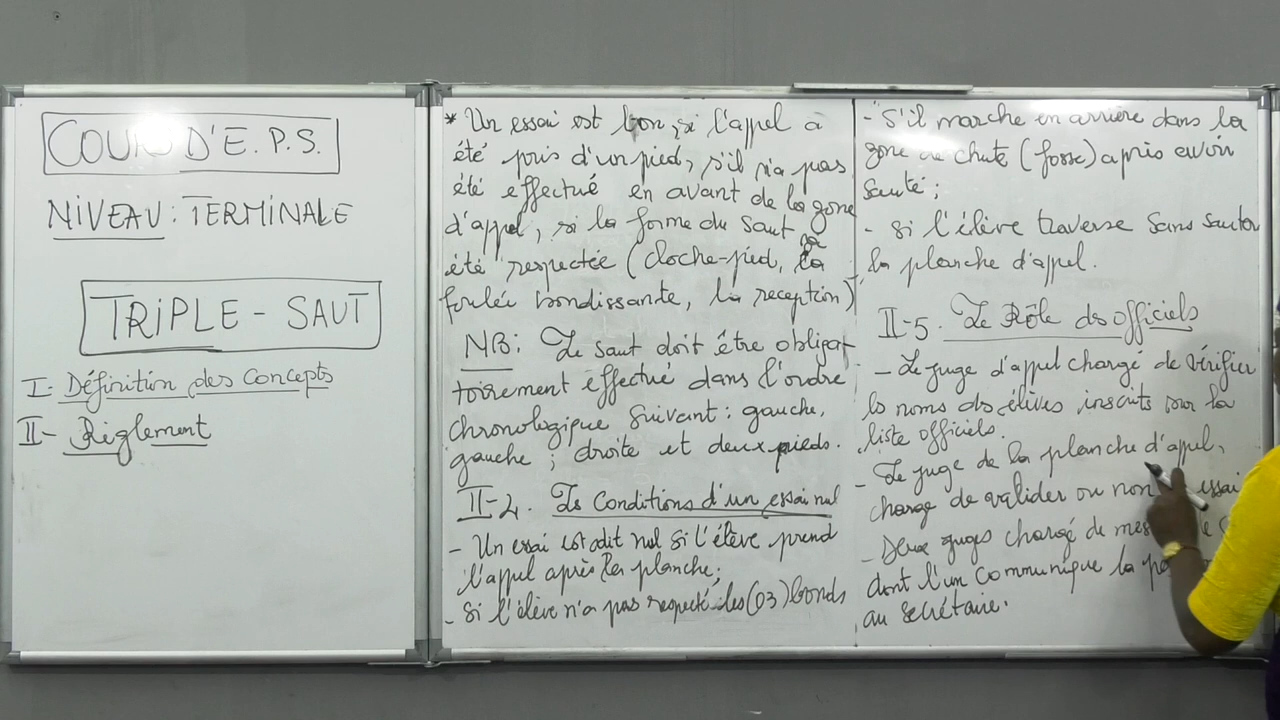 COURS D'E.P.S.
NIVEAU : TERMINALE
TRIPLE - SAUT
I- Définition des Concepts
II- Règlement
* Un essai est bon, si l'appel à
été pris d'un pied, s'il n'a pas
été effectué en avant de la zone
d'appel, si la forme du saut a
été respectée (cloche-pied, la
foulée bondissante, la reception)
NB: Le saut doit être obliga
toirement effectué dans l'ordre
chronologique suivant : gauche,
gauche ; droite et deux pieds.
II-2. Les Conditions d'un essai nul
- Un essai est dit nul si l'élève prend
l'appel après la planche;
- si l'élève n'a pas respecté les (03) bonds
- S'il marche en arrière dans la
zone de chute (fosse) après avoir
sauté ;
- si l'élève traverse sans sauter
la planche d'appel.
II-5. Le Rôle des officiels
- Le juge d'appel chargé de vérifier
les noms des élèves inscrits sur la
liste officiels.
- Le juge de la planche d'appel,
charge de valider ou non essai
- Deux juges chargé de
dont l'un communique la
au secrétaire.